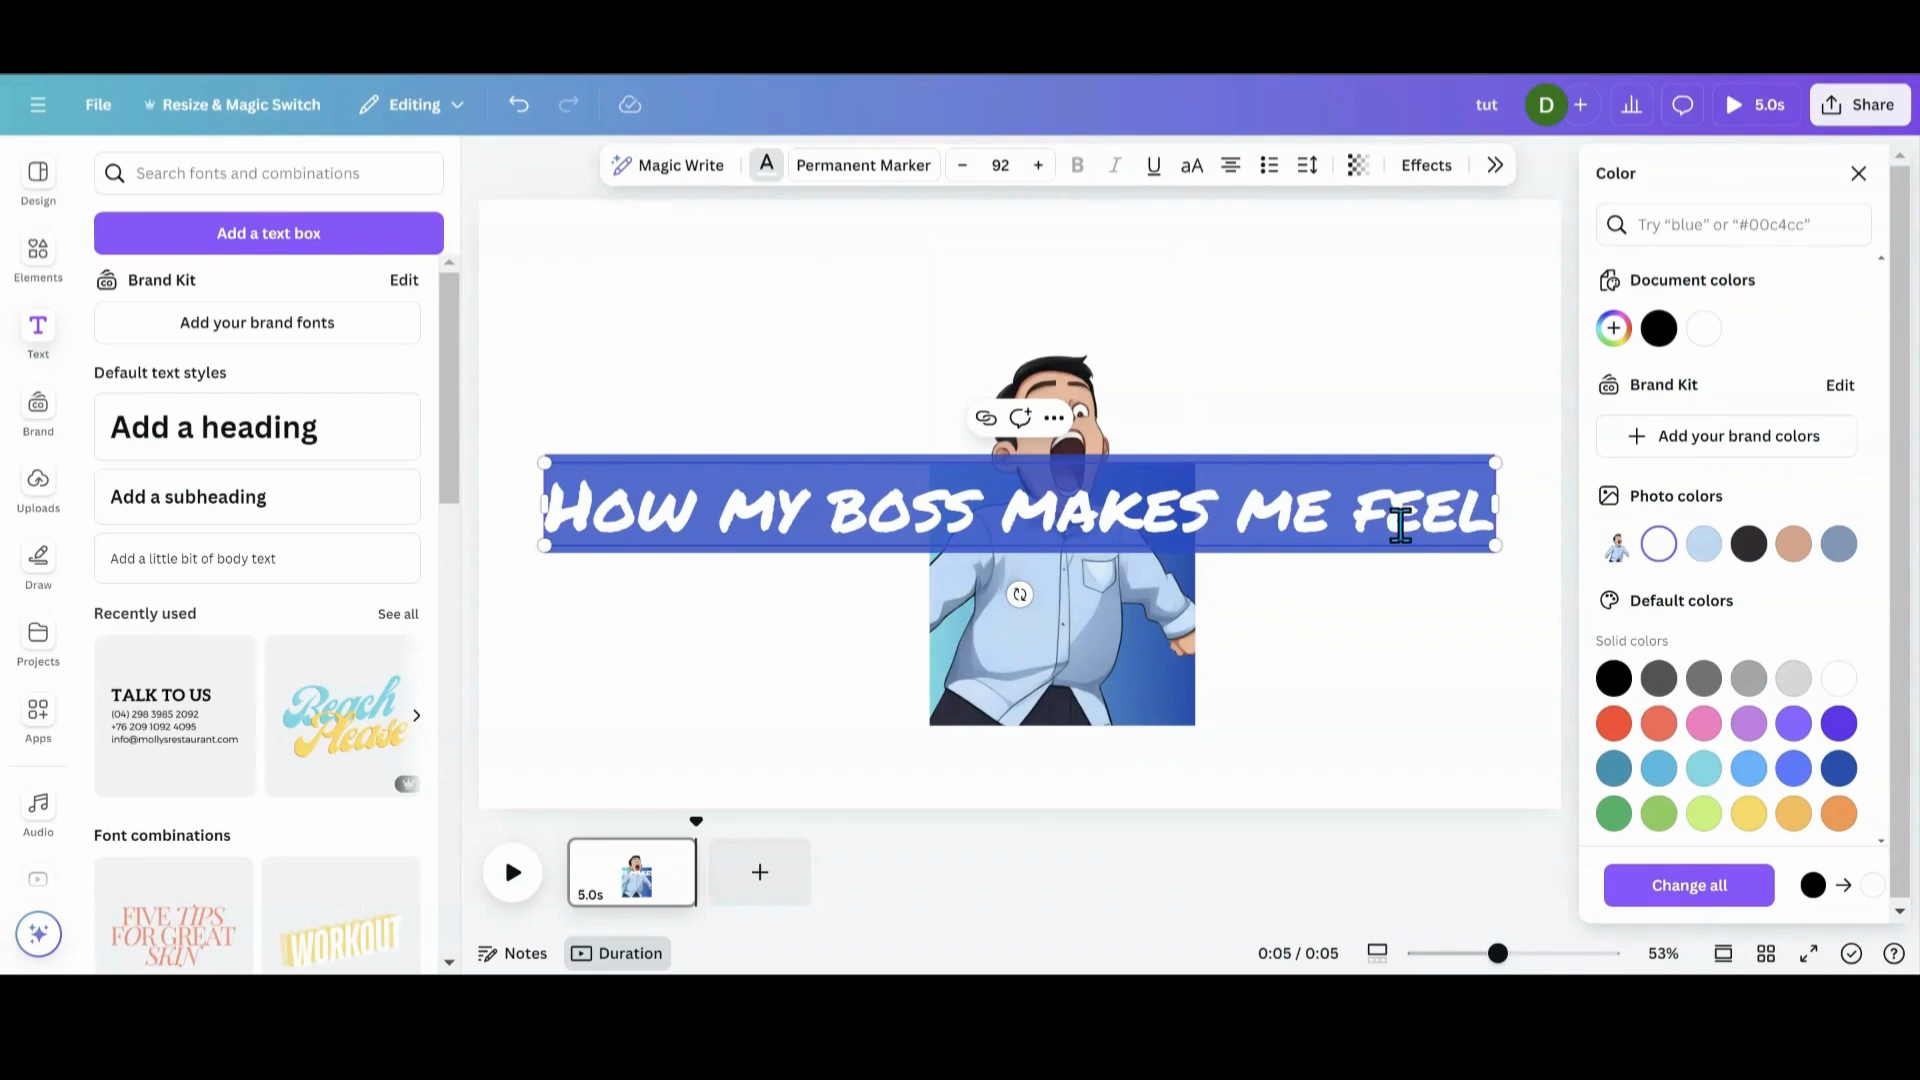 File
Resize & Magic Switch
Editing
tut
D
5.0s
Share
Design
Elements
Text
Brand
Uploads
Draw
Projects
Apps
Audio
Search fonts and combinations
Add a text box
Brand Kit
Edit
Add your brand fonts
Default text styles
Add a heading
Add a subheading
Add a little bit of body text
Recently used
See all
TALK TO US
(04) 298 3985 2092
+76 209 1092 4095
info@mollysrestaurant.com
Beach
Please
Font combinations
FIVE TIPS
FOR GREAT
SKIN
WORKOUT
Magic Write
A
Permanent Marker
− 92 +
B I U aA
Effects
How my boss makes me feel
5.0s
Notes
Duration
0:05 / 0:05
53%
Color
Try “blue” or “#00c4cc”
Document colors
Brand Kit
Edit
Add your brand colors
Photo colors
Default colors
Solid colors
Change all